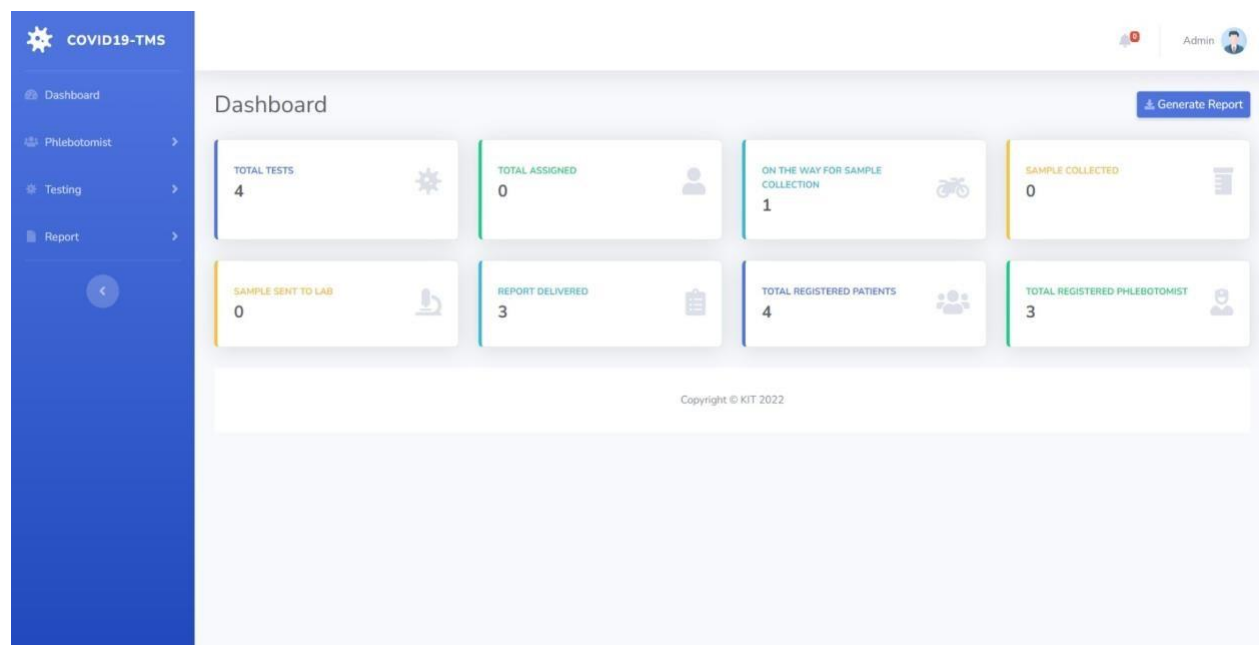 COVID19-TMS
0
Admin
Dashboard
Phlebotomist
Testing
Report
Dashboard
Generate Report
TOTAL TESTS
4
TOTAL ASSIGNED
0
ON THE WAY FOR SAMPLE
COLLECTION
1
SAMPLE COLLECTED
0
SAMPLE SENT TO LAB
0
REPORT DELIVERED
3
TOTAL REGISTERED PATIENTS
4
TOTAL REGISTERED PHLEBOTOMIST
3
Copyright © KIT 2022